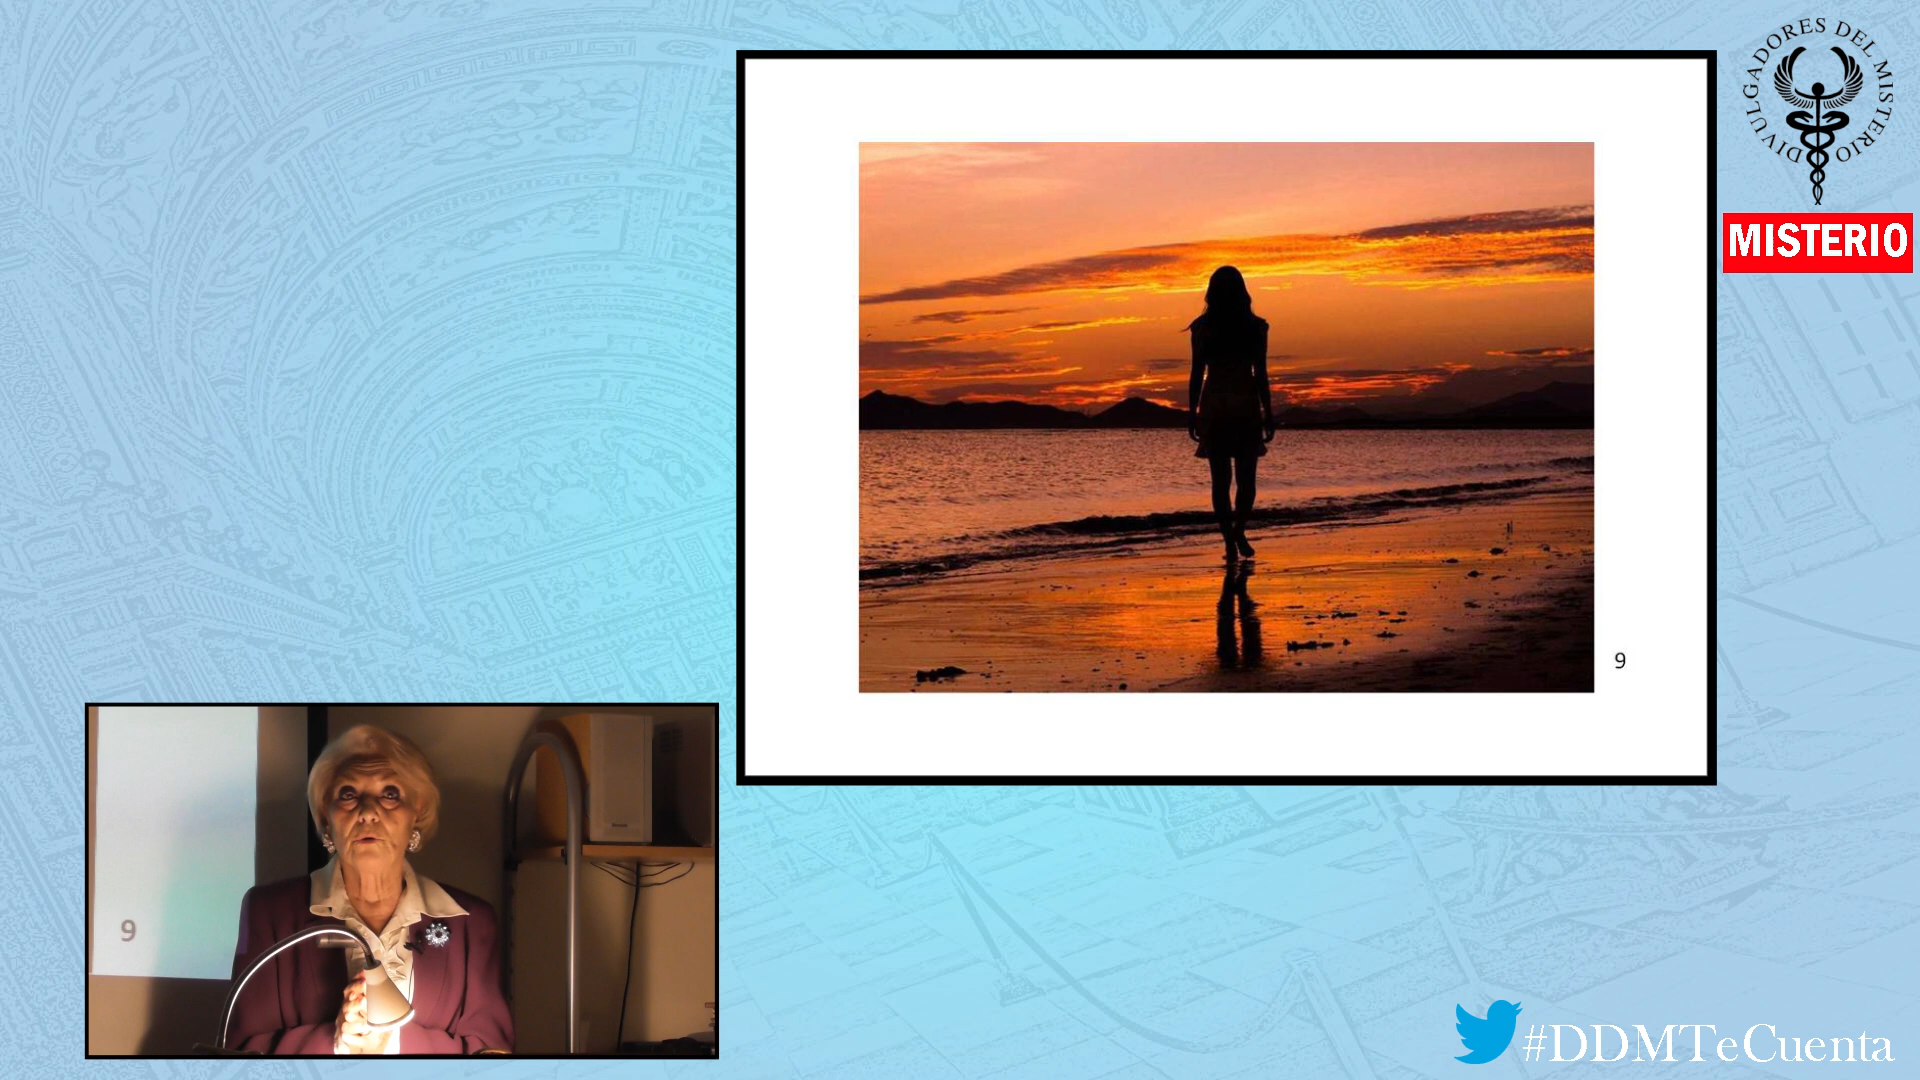 DIVULGADORES DEL MISTERIO
MISTERIO
9
9
#DDMTeCuenta